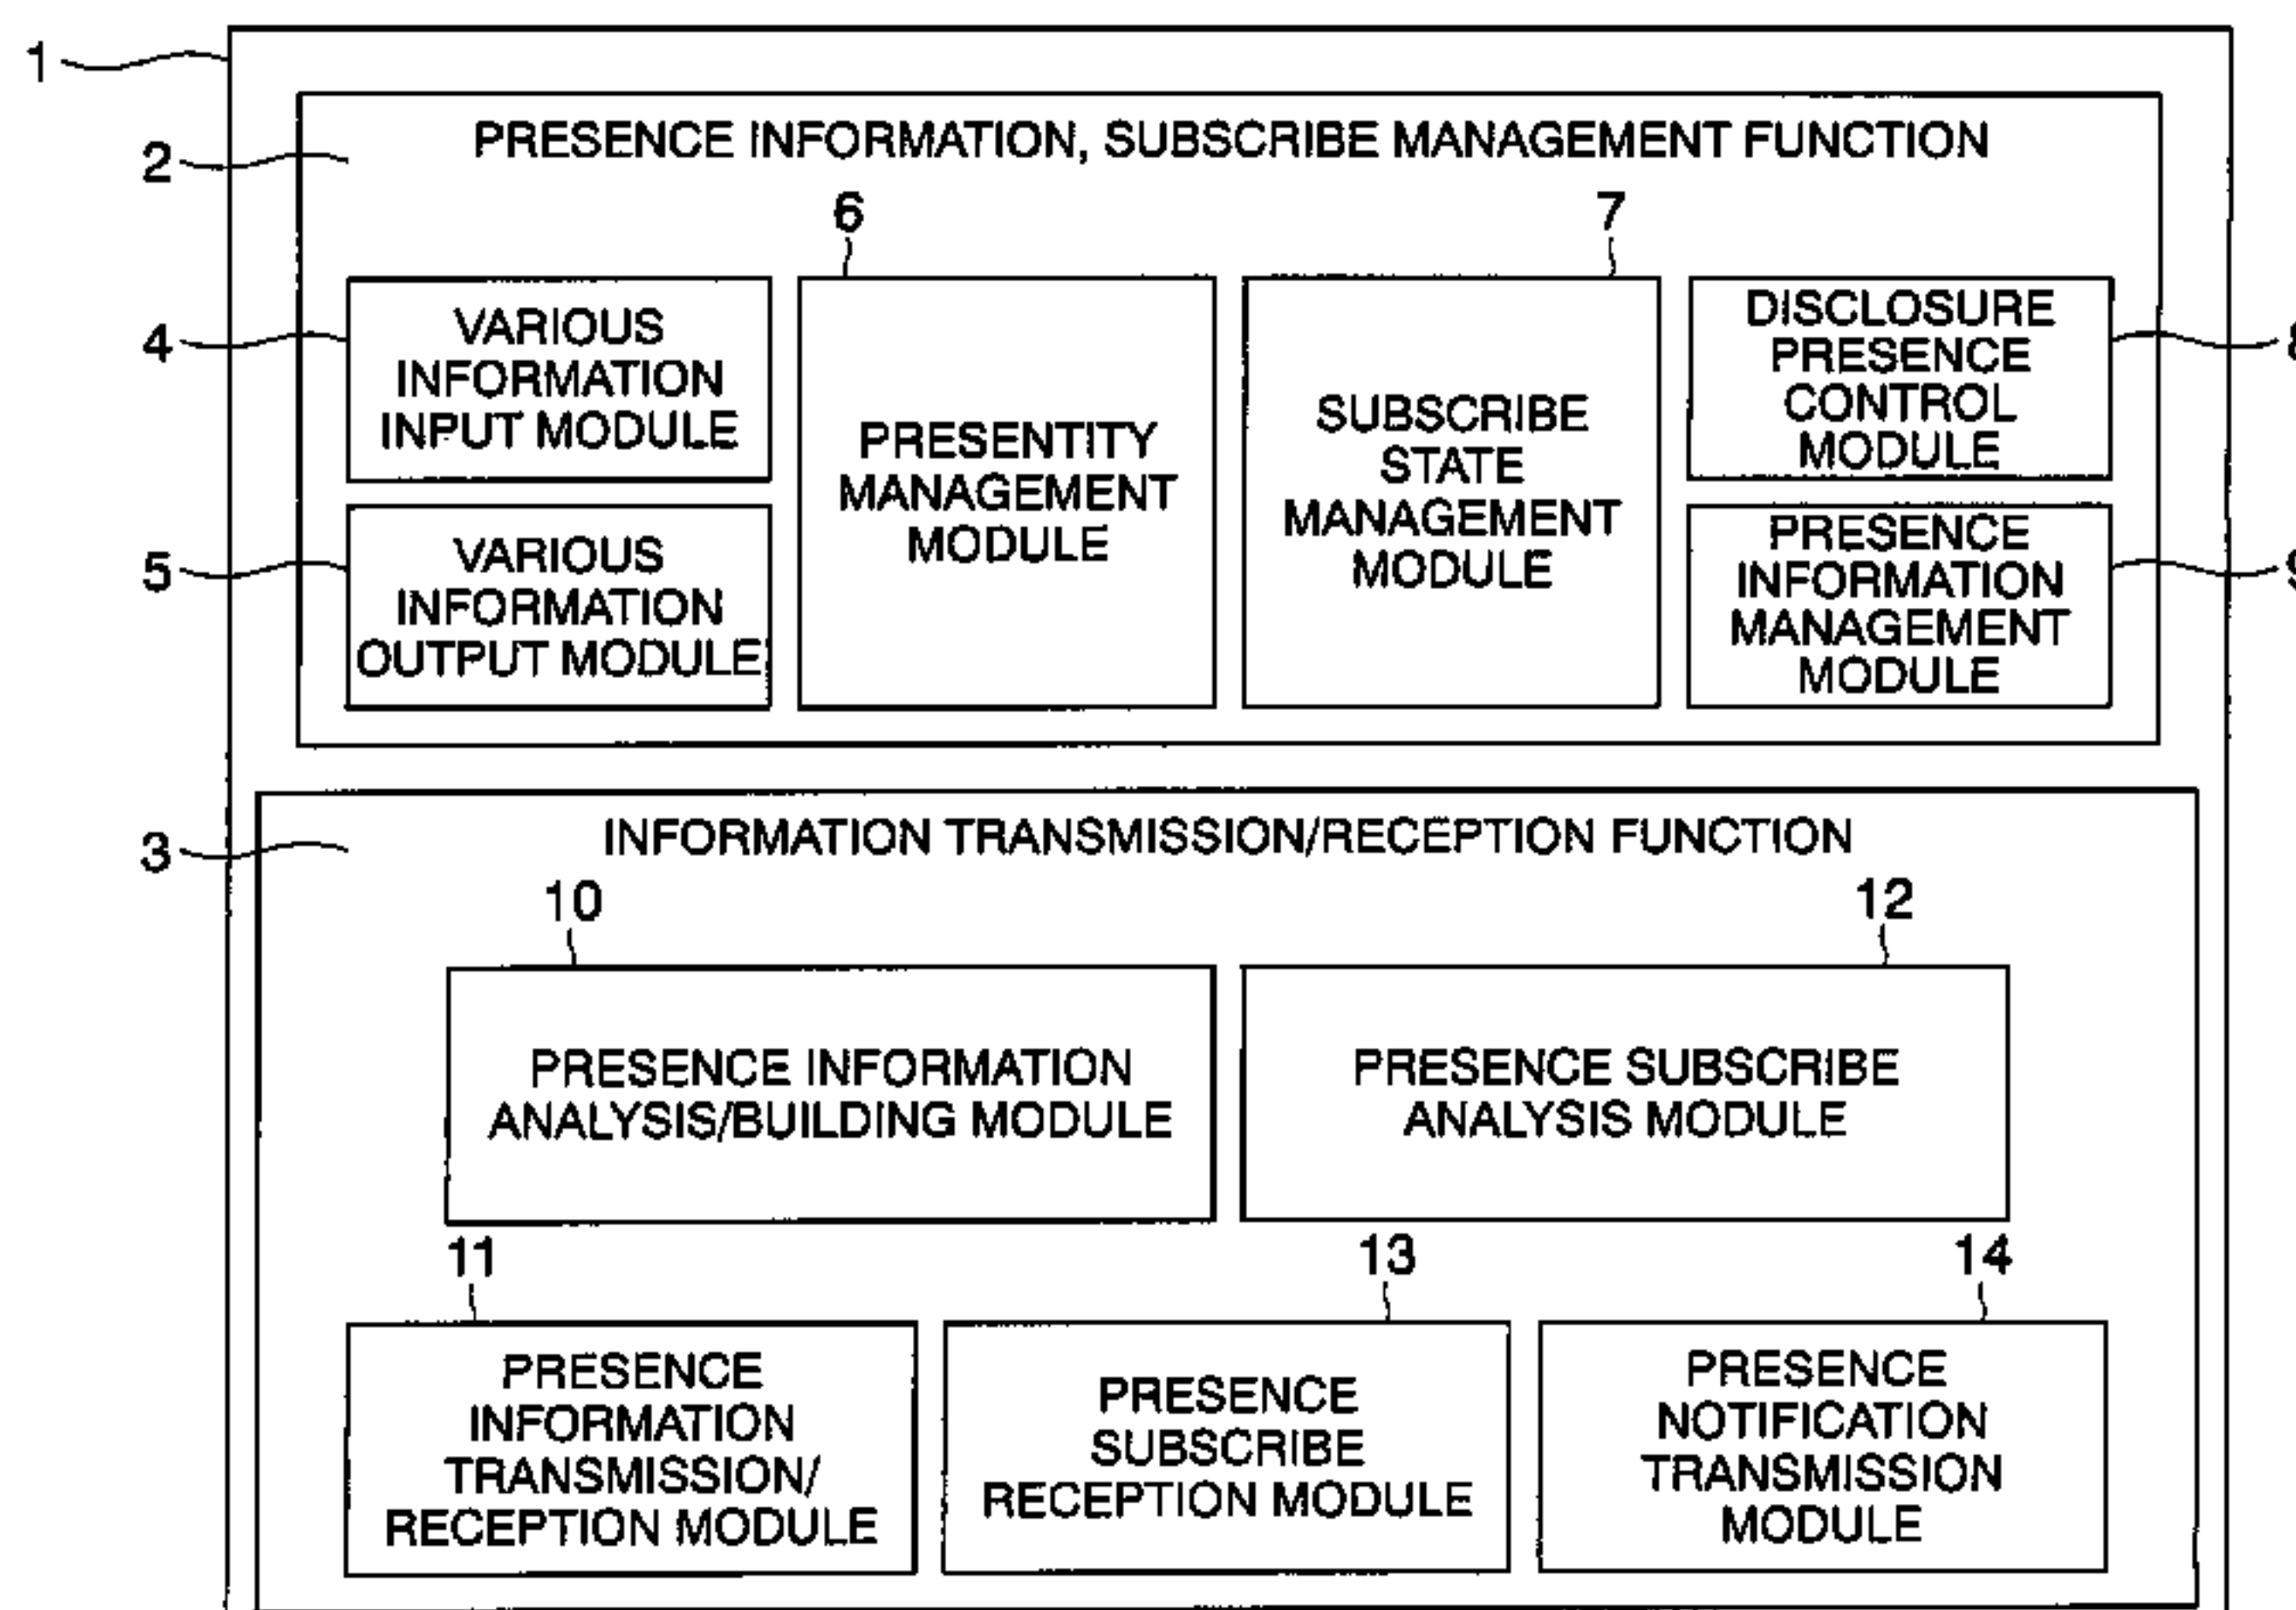 1
2
PRESENCE INFORMATION, SUBSCRIBE MANAGEMENT FUNCTION
6
7
4
VARIOUS
INFORMATION
INPUT MODULE
5
VARIOUS
INFORMATION
OUTPUT MODULE
PRESENTITY
MANAGEMENT
MODULE
SUBSCRIBE
STATE
MANAGEMENT
MODULE
DISCLOSURE
PRESENCE
CONTROL
MODULE
PRESENCE
INFORMATION
MANAGEMENT
MODULE
3
INFORMATION TRANSMISSION/RECEPTION FUNCTION
10
12
PRESENCE INFORMATION
ANALYSIS/BUILDING MODULE
PRESENCE SUBSCRIBE
ANALYSIS MODULE
11
13
14
PRESENCE
INFORMATION
TRANSMISSION/
RECEPTION MODULE
PRESENCE
SUBSCRIBE
RECEPTION MODULE
PRESENCE
NOTIFICATION
TRANSMISSION
MODULE